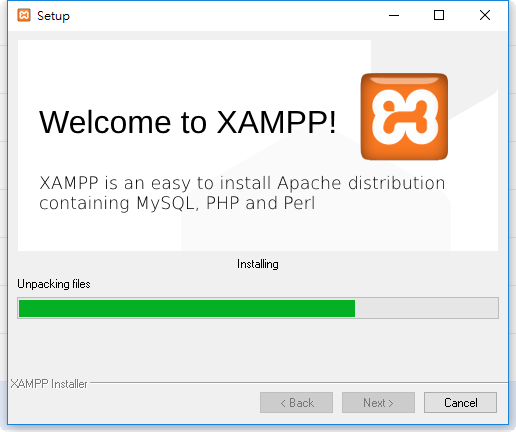 Setup
Welcome to XAMPP!
XAMPP is an easy to install Apache distribution
containing MySQL, PHP and Perl
Installing
Unpacking files
XAMPP Installer
< Back
Next >
Cancel